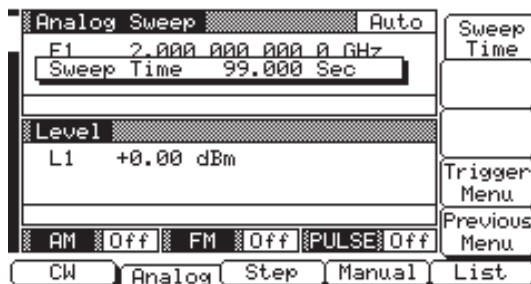 Analog Sweep Auto
F1 2.000 000 000 0 GHz
Sweep Time 99.000 Sec
Level
L1 +0.00 dBm
AM Off FM Off PULSE Off
CW Analog Step Manual List
Sweep
Time
Trigger
Menu
Previous
Menu